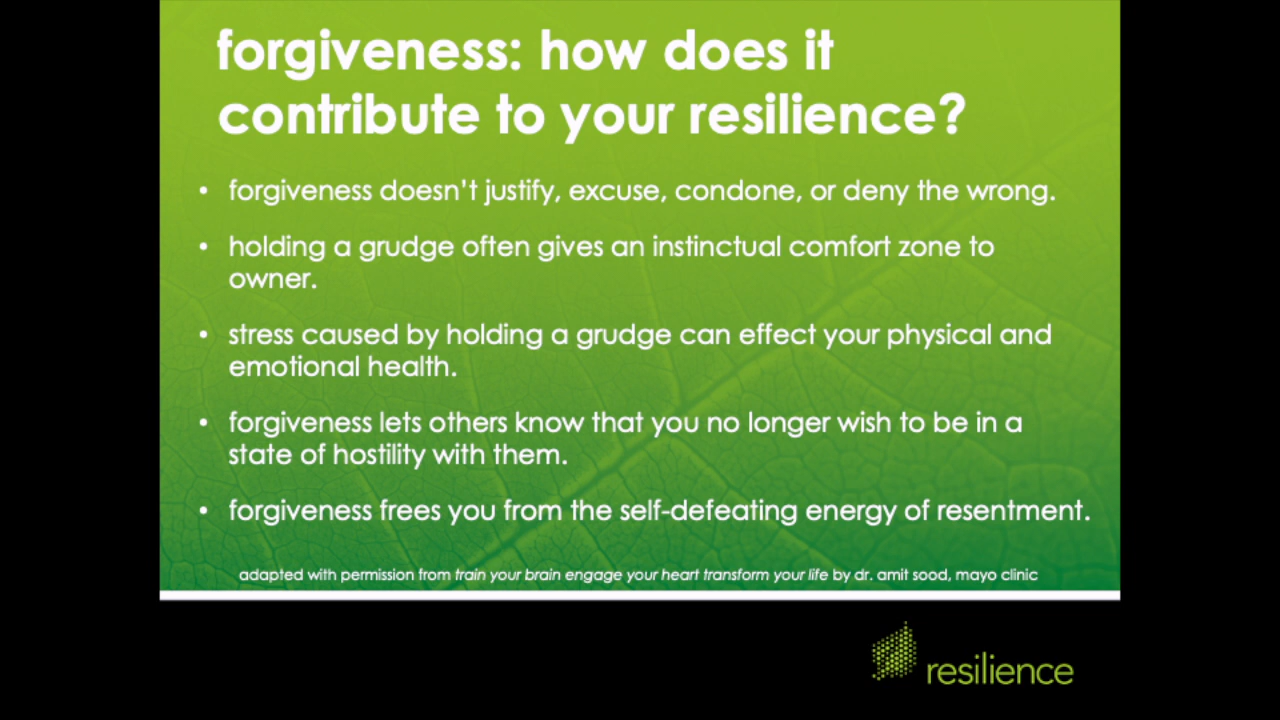 forgiveness: how does it
contribute to your resilience?
• forgiveness doesn’t justify, excuse, condone, or deny the wrong.
• holding a grudge often gives an instinctual comfort zone to
owner.
• stress caused by holding a grudge can effect your physical and
emotional health.
• forgiveness lets others know that you no longer wish to be in a
state of hostility with them.
• forgiveness frees you from the self-defeating energy of resentment.
adapted with permission from train your brain engage your heart transform your life by dr. amit sood, mayo clinic
resilience